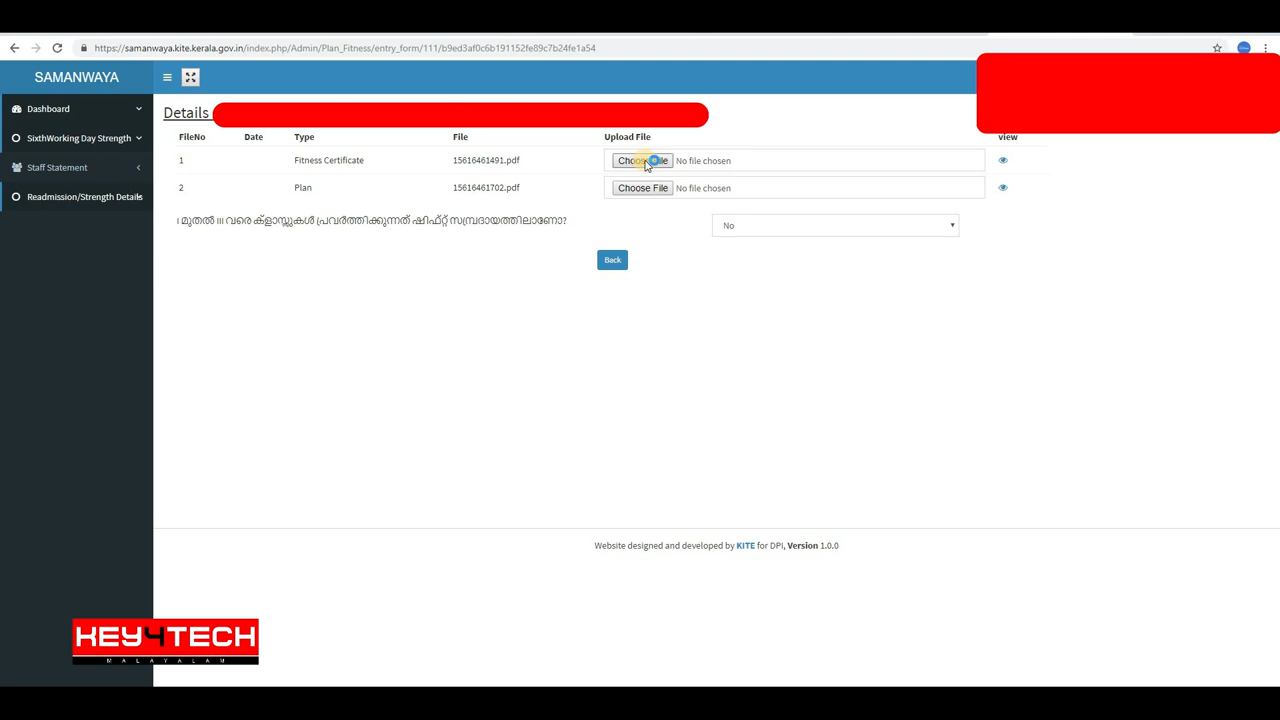 https://samanwaya.kite.kerala.gov.in/index.php/Admin/Plan_Fitness/entry_form/111/b9ed3af0c6b191152fe89c7b24fe1a54
SAMANWAYA
Dashboard
Details
FileNo Date Type File Upload File view
SixthWorking Day Strength
1 Fitness Certificate 15616461491.pdf No file chosen
Staff Statement
2 Plan 15616461702.pdf Choose File No file chosen
Readmission/Strength Details
I മുതൽ III വരെ ക്ളാസ്സുകൾ പ്രവർത്തിക്കുന്നത് ഷിഫ്റ്റ് സമ്പ്രദായത്തിലാണോ? No
Back
Website designed and developed by KITE for DPI, Version 1.0.0
KEY4TECH
MALAYALAM